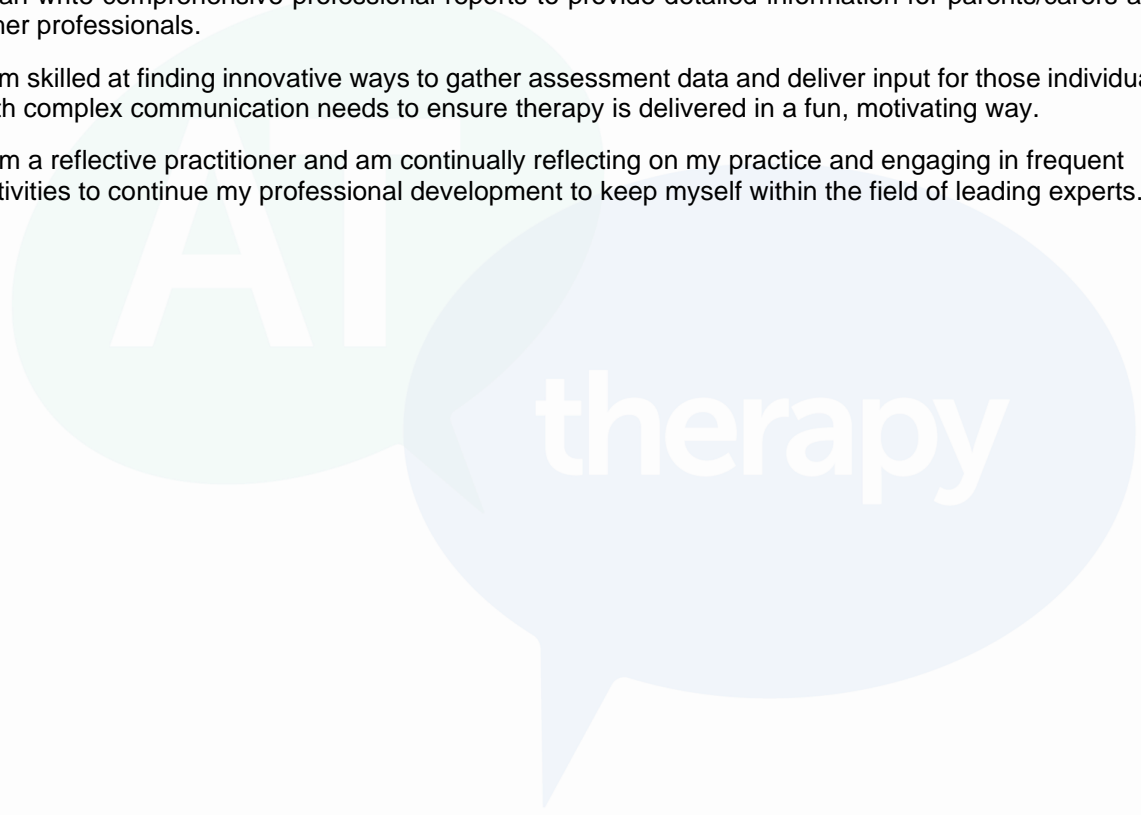 an write comprehensive professional reports to provide detailed information for parents/carers a
her professionals.
m skilled at finding innovative ways to gather assessment data and deliver input for those individua
th complex communication needs to ensure therapy is delivered in a fun, motivating way.
m a reflective practitioner and am continually reflecting on my practice and engaging in frequent
tivities to continue my professional development to keep myself within the field of leading experts.
AI
therapy